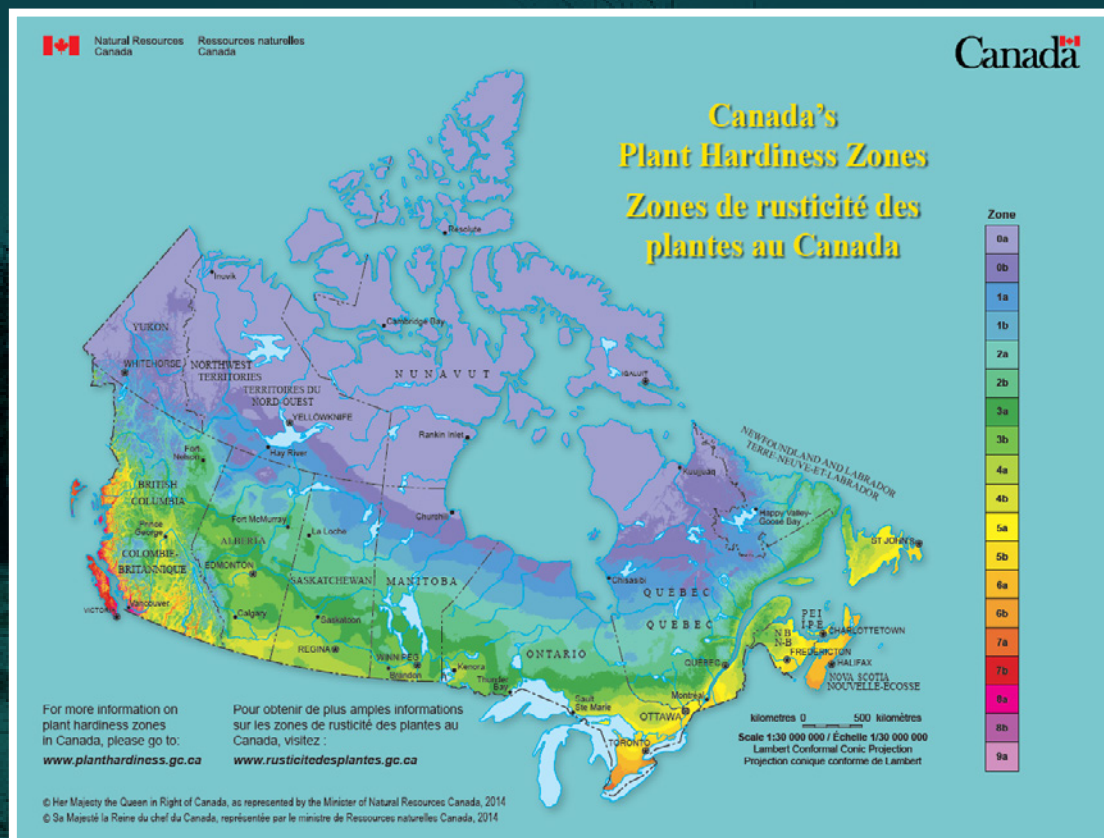 Natural Resources
Canada
Ressources naturelles
Canada
Canada
Canada's
Plant Hardiness Zones
Zones de rusticité des
plantes au Canada
Zone
0a
0b
1a
1b
2a
2b
3a
3b
4a
4b
5a
5b
6a
6b
7a
7b
8a
8b
9a
Resolute
Inuvik
Cambridge Bay
YUKON
WHITEHORSE
NORTHWEST
TERRITORIES
TERRITOIRES DU
NORD-OUEST
YELLOWKNIFE
NUNAVUT
IQALUIT
Rankin Inlet
Hay River
Fort
Nelson
Kuujjuaq
NEWFOUNDLAND AND LABRADOR
TERRE-NEUVE-ET-LABRADOR
BRITISH
COLUMBIA
Prince
George
COLOMBIE-
BRITANNIQUE
Fort McMurray
La Loche
Churchill
Happy Valley-
Goose Bay
ST JOHN'S
ALBERTA
EDMONTON
SASKATCHEWAN
MANITOBA
Chisasibi
QUÉBEC
QUEBEC
VICTORIA
Vancouver
Calgary
Saskatoon
REGINA
WINNIPEG
Brandon
Kenora
ONTARIO
Thunder
Bay
Sault
Ste Marie
QUÉBEC
Montréal
OTTAWA
TORONTO
PEI
IPE
CHARLOTTETOWN
NB
N-B
FREDERICTON
HALIFAX
NOVA SCOTIA
NOUVELLE-ÉCOSSE
For more information on
plant hardiness zones
in Canada, please go to:
www.planthardiness.gc.ca
Pour obtenir de plus amples informations
sur les zones de rusticité des plantes au
Canada, visitez :
www.rusticitedesplantes.gc.ca
kilometres 0 500 kilomètres
Scale 1:30 000 000 / Échelle 1/30 000 000
Lambert Conformal Conic Projection
Projection conique conforme de Lambert
© Her Majesty the Queen in Right of Canada, as represented by the Minister of Natural Resources Canada, 2014
© Sa Majesté la Reine du chef du Canada, représentée par le ministre de Ressources naturelles Canada, 2014